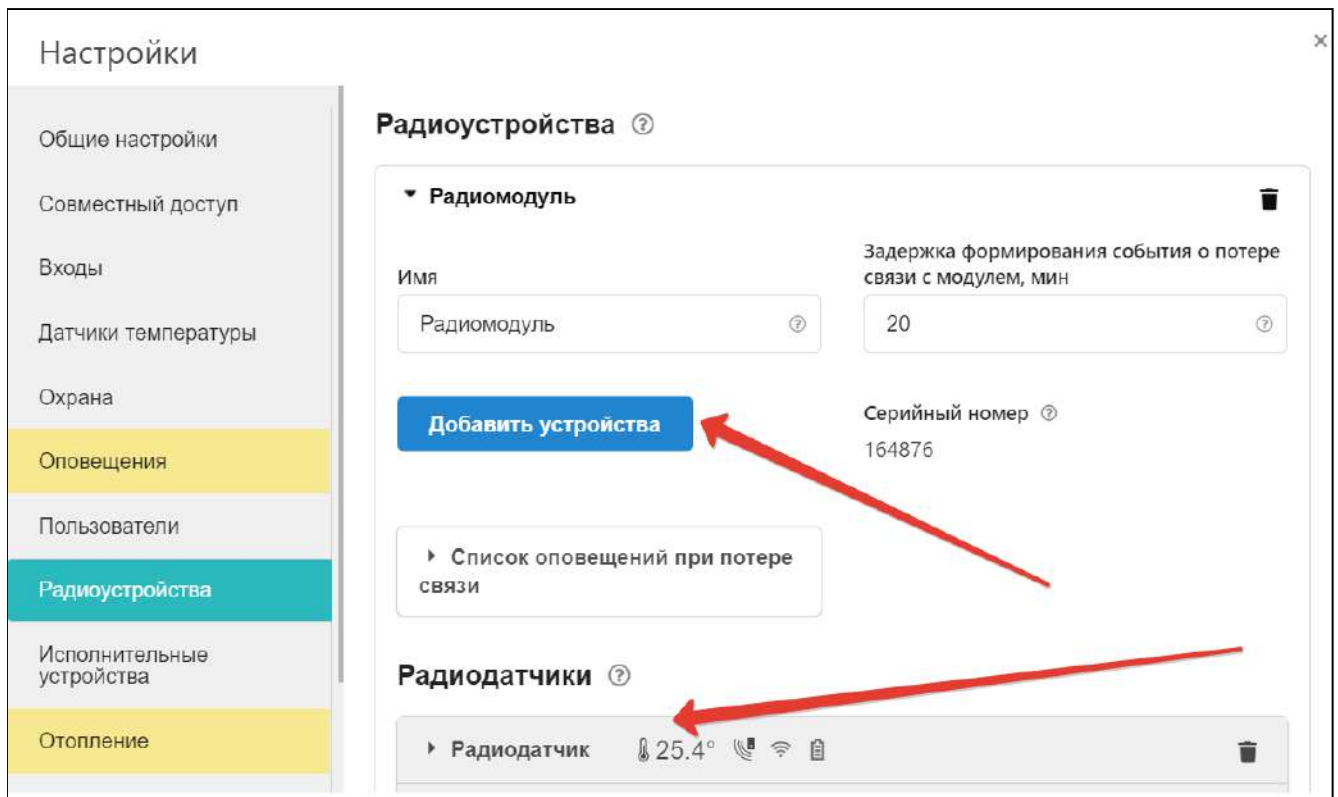 Настройки
×
Общие настройки
Совместный доступ
Входы
Датчики температуры
Охрана
Оповещения
Пользователи
Радиоустройства
Исполнительные
устройства
Отопление
Радиоустройства ?
Радиомодуль
Имя
Радиомодуль ?
Задержка формирования события о потере
связи с модулем, мин
20 ?
Добавить устройства
Серийный номер ?
164876
Список оповещений при потере
связи
Радиодатчики ?
Радиодатчик 25.4°